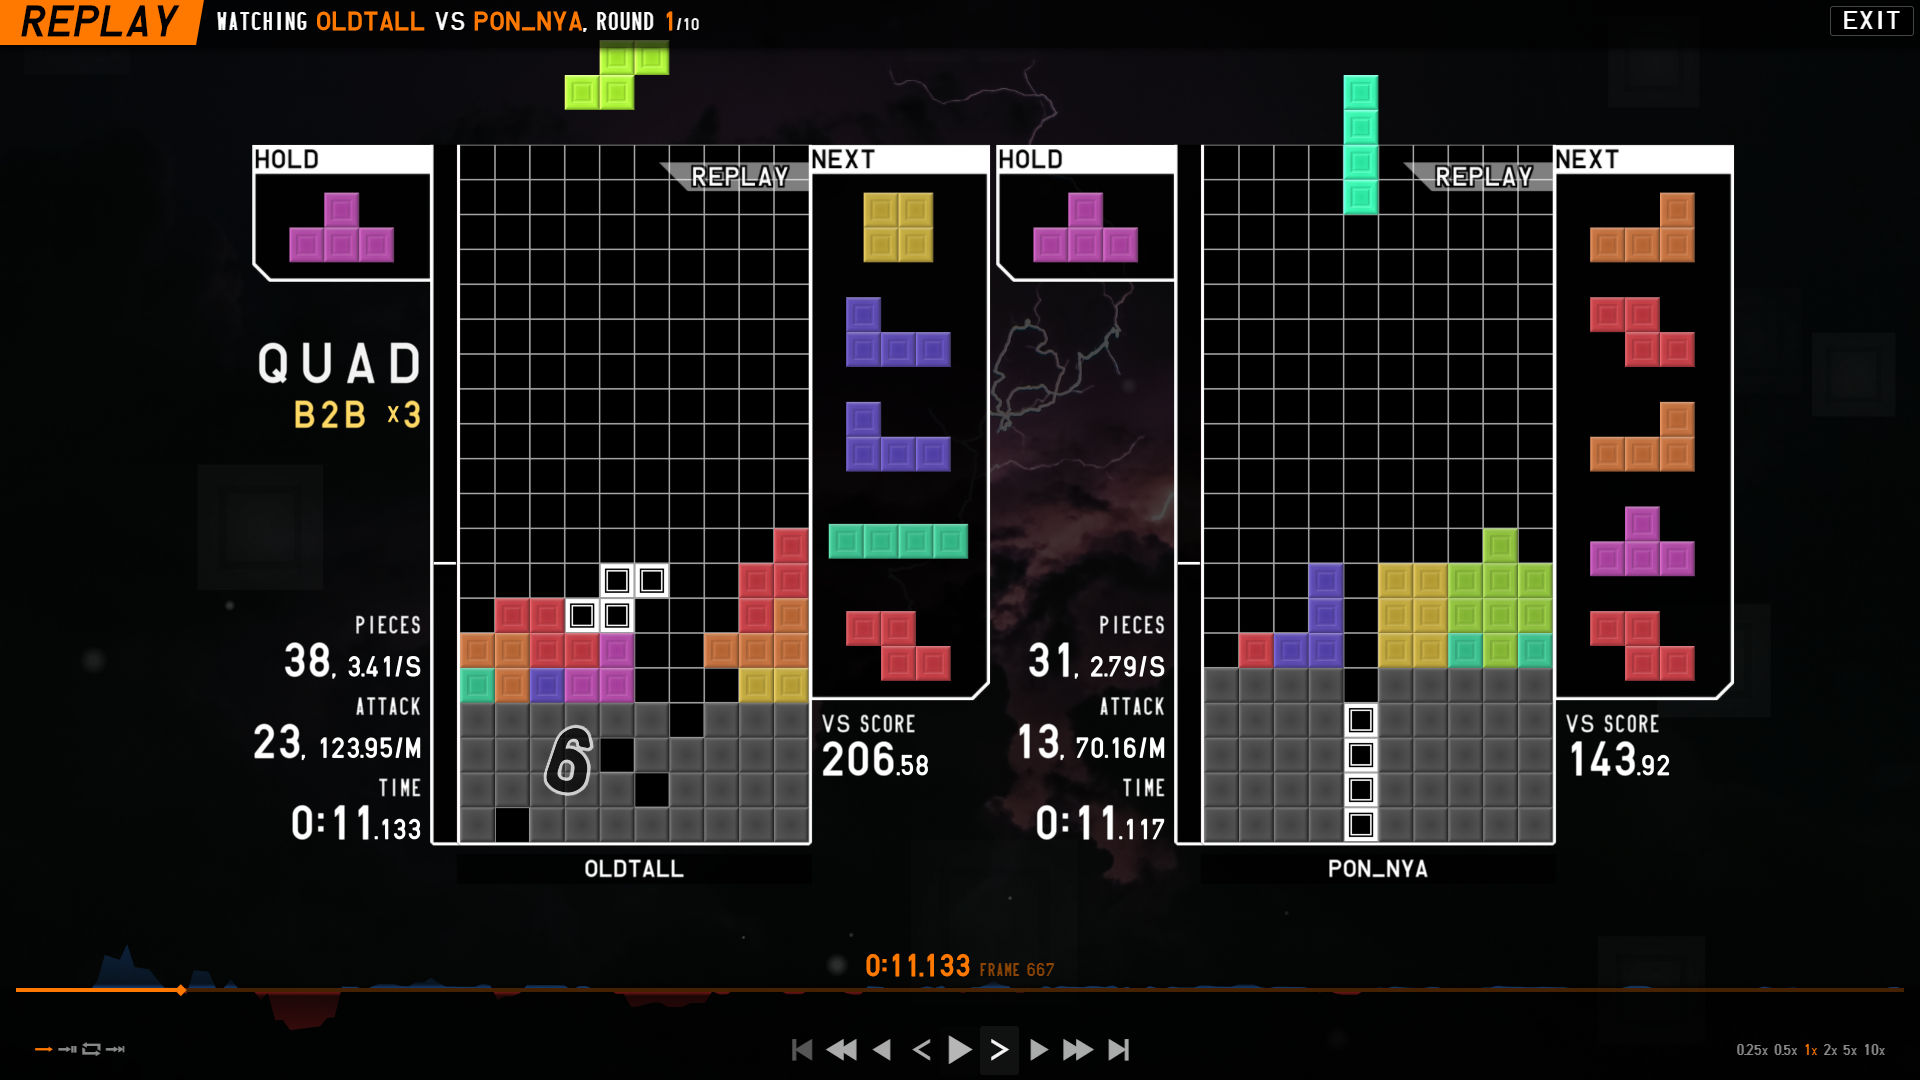 REPLAY
WATCHING OLDTALL VS PON_NYA, ROUND 1/10
EXIT
HOLD
REPLAY
NEXT
QUAD
B2B x3
PIECES
38, 3.41/S
ATTACK
23, 123.95/M
TIME
0:11.133
6
VS SCORE
206.58
OLDTALL
HOLD
REPLAY
NEXT
PIECES
31, 2.79/S
ATTACK
13, 70.16/M
TIME
0:11.117
VS SCORE
143.92
PON_NYA
0:11.133 FRAME 667
0.25x 0.5x 1x 2x 5x 10x